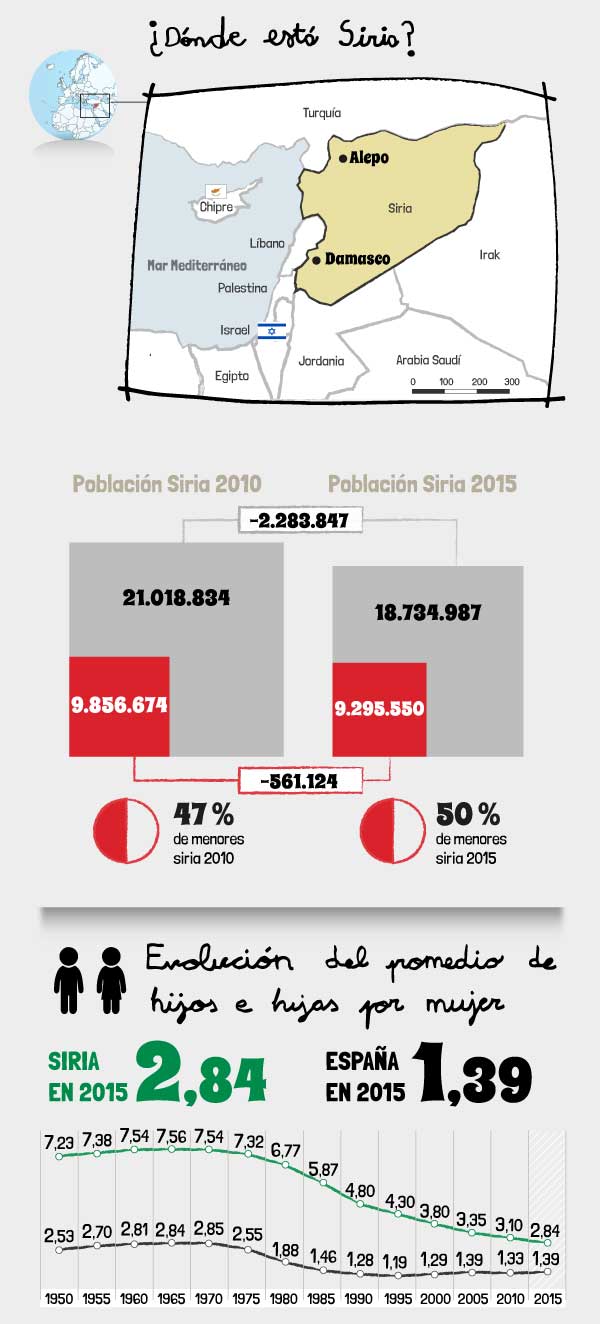 ¿Dónde está Siria?
Turquía
Alepo
Chipre
Siria
Líbano
Irak
Damasco
Mar Mediterráneo
Palestina
Israel
Jordania
Arabia Saudí
Egipto
0 100 200 300
Población Siria 2010
Población Siria 2015
-2.283.847
21.018.834
18.734.987
9.856.674
9.295.550
-561.124
47 %
de menores
siria 2010
50 %
de menores
siria 2015
Evolución del promedio de
hijos e hijas por mujer
SIRIA
EN 2015
2,84
ESPAÑA
EN 2015
1,39
7,23 7,38 7,54 7,56 7,54 7,32 6,77 5,87 4,80 4,30 3,80 3,35 3,10 2,84
2,53 2,70 2,81 2,84 2,85 2,55 1,88 1,46 1,28 1,19 1,29 1,39 1,33 1,39
1950 1955 1960 1965 1970 1975 1980 1985 1990 1995 2000 2005 2010 2015